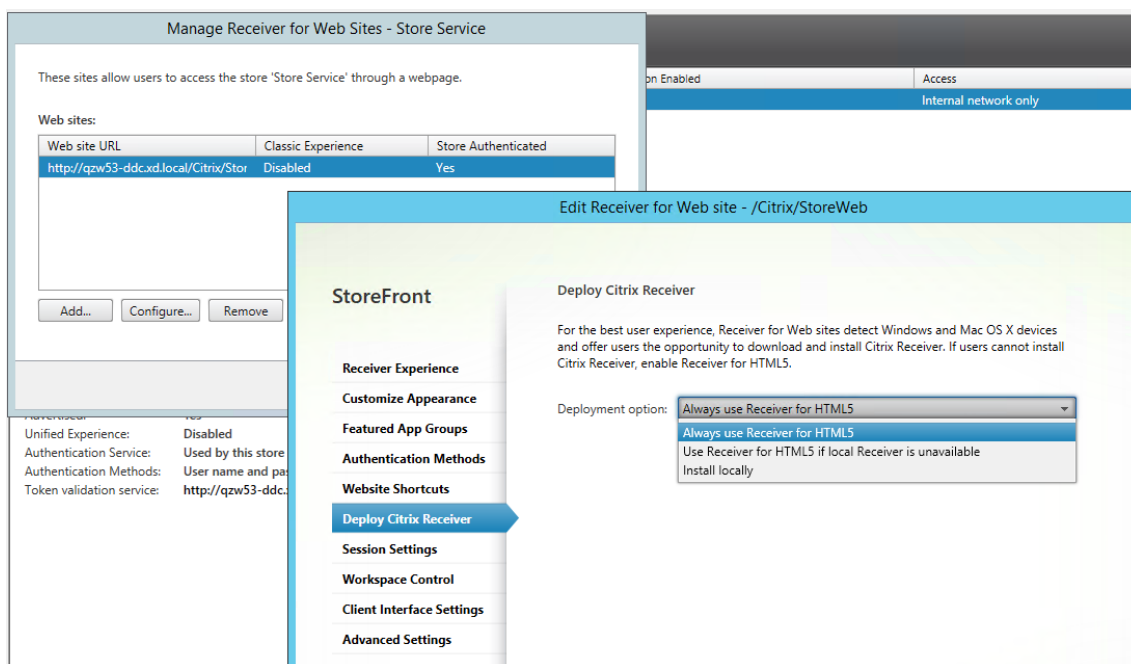 Manage Receiver for Web Sites - Store Service
These sites allow users to access the store 'Store Service' through a webpage.
Web sites:
Web site URL Classic Experience Store Authenticated
http://qzw53-ddc.xd.local/Citrix/Stor Disabled Yes
Add... Configure... Remove
on Enabled Access
Internal network only
Advertised: Yes
Unified Experience: Disabled
Authentication Service: Used by this store
Authentication Methods: User name and pas
Token validation service: http://qzw53-ddc.
Edit Receiver for Web site - /Citrix/StoreWeb
StoreFront
Receiver Experience
Customize Appearance
Featured App Groups
Authentication Methods
Website Shortcuts
Deploy Citrix Receiver
Session Settings
Workspace Control
Client Interface Settings
Advanced Settings
Deploy Citrix Receiver
For the best user experience, Receiver for Web sites detect Windows and Mac OS X devices
and offer users the opportunity to download and install Citrix Receiver. If users cannot install
Citrix Receiver, enable Receiver for HTML5.
Deployment option: Always use Receiver for HTML5
Always use Receiver for HTML5
Use Receiver for HTML5 if local Receiver is unavailable
Install locally